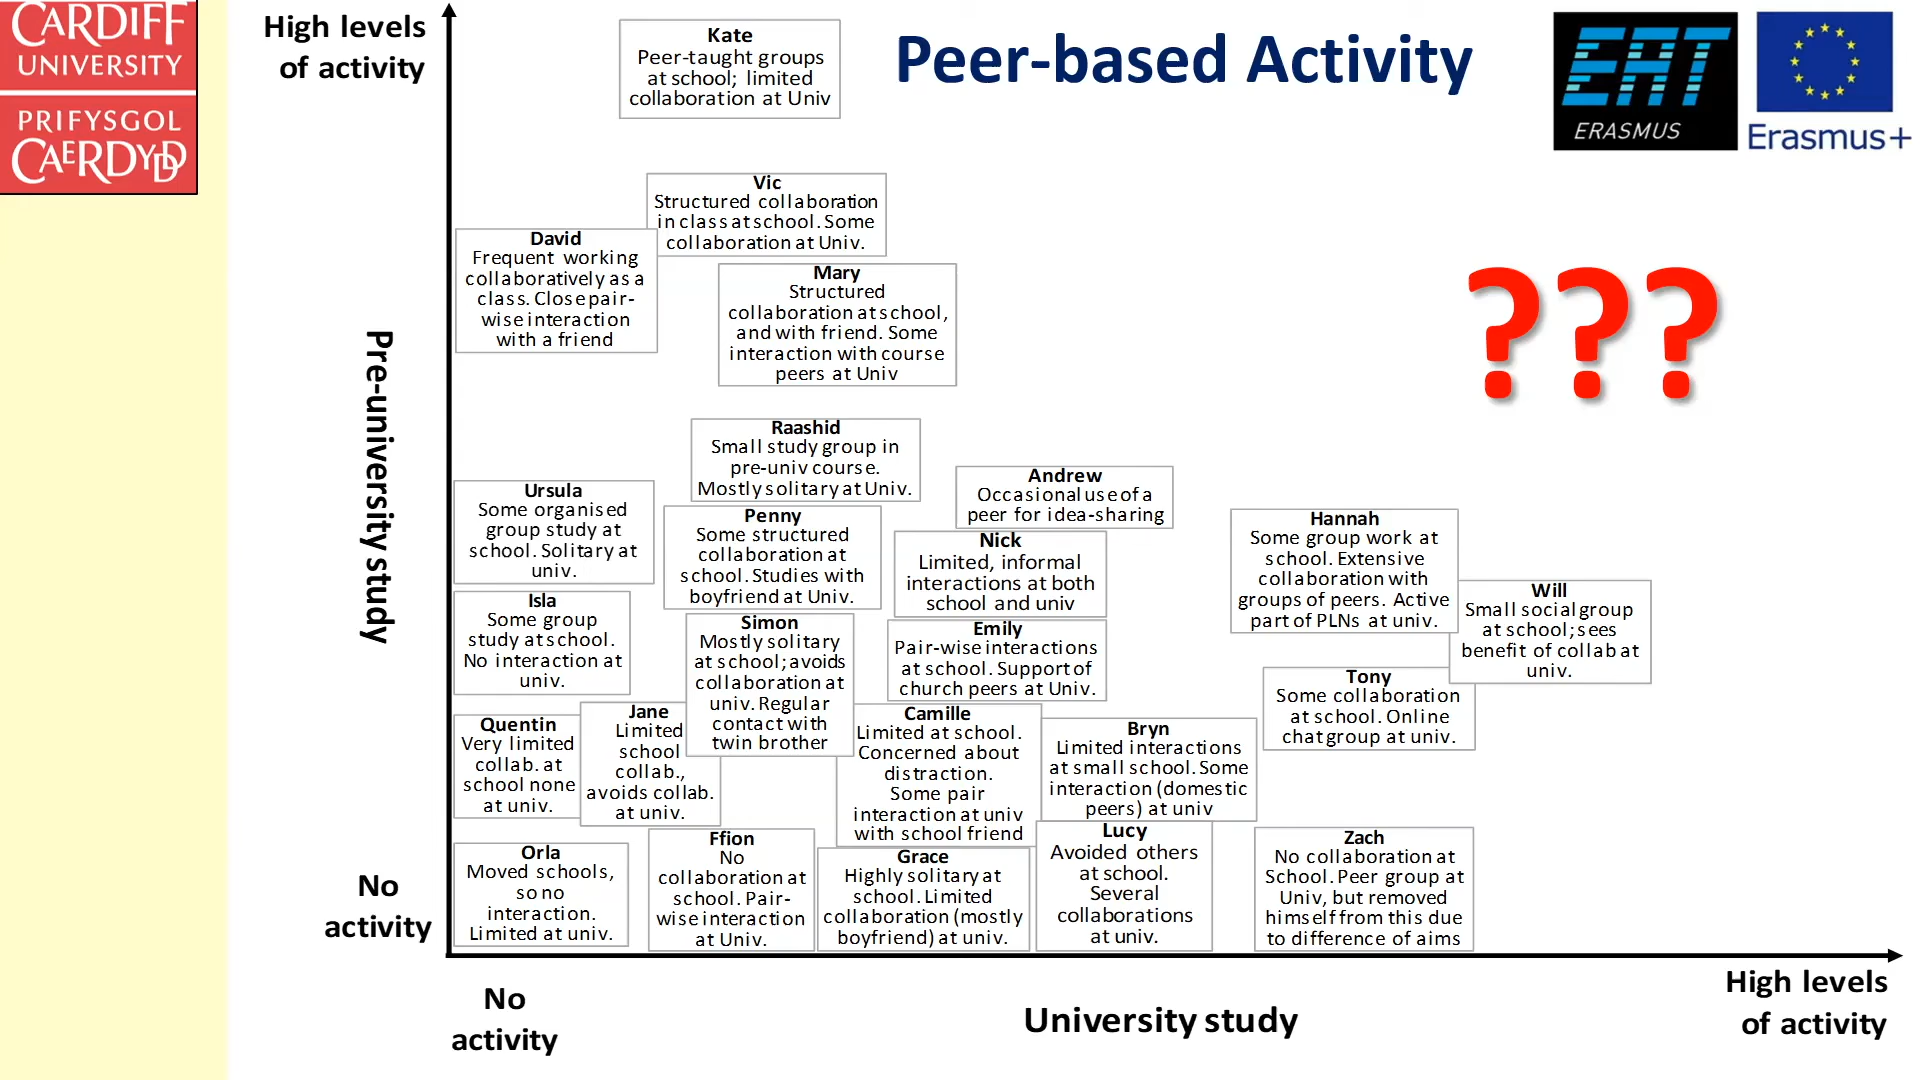 CARDIFF
UNIVERSITY
PRIFYSGOL
CAERDYDD
High levels
of activity
Kate
Peer-taught groups
at school; limited
collaboration at Univ
Peer-based Activity
EAT
ERASMUS
Erasmus+
Vic
Structured collaboration
in class at school. Some
collaboration at Univ.
David
Frequent working
collaboratively as a
class. Close pair-
wise interaction
with a friend
Mary
Structured
collaboration at school,
and with friend. Some
interaction with course
peers at Univ
???
Pre-university study
Raashid
Small study group in
pre-univ course.
Mostly solitary at Univ.
Andrew
Occasional use of a
peer for idea-sharing
Ursula
Some organised
group study at
school. Solitary at
univ.
Penny
Some structured
collaboration at
school. Studies with
boyfriend at Univ.
Nick
Limited, informal
interactions at both
school and univ
Hannah
Some group work at
school. Extensive
collaboration with
groups of peers. Active
part of PLNs at univ.
Will
Small social group
at school; sees
benefit of collab at
univ.
Isla
Some group
study at school.
No interaction at
univ.
Simon
Mostly solitary
at school; avoids
collaboration at
univ. Regular
contact with
twin brother
Emily
Pair-wise interactions
at school. Support of
church peers at Univ.
Tony
Some collaboration
at school. Online
chat group at univ.
Quentin
Very limited
collab. at
school none
at univ.
Jane
Limited
school
collab.,
avoids collab.
at univ.
Camille
Limited at school.
Concerned about
distraction.
Some pair
interaction at univ
with school friend
Bryn
Limited interactions
at small school. Some
interaction (domestic
peers) at univ
Orla
Moved schools,
so no
interaction.
Limited at univ.
Ffion
No
collaboration at
school. Pair-
wise interaction
at Univ.
Grace
Highly solitary at
school. Limited
collaboration (mostly
boyfriend) at univ.
Lucy
Avoided others
at school.
Several
collaborations
at univ.
Zach
No collaboration at
School. Peer group at
Univ, but removed
himself from this due
to difference of aims
No
activity
No
activity
University study
High levels
of activity